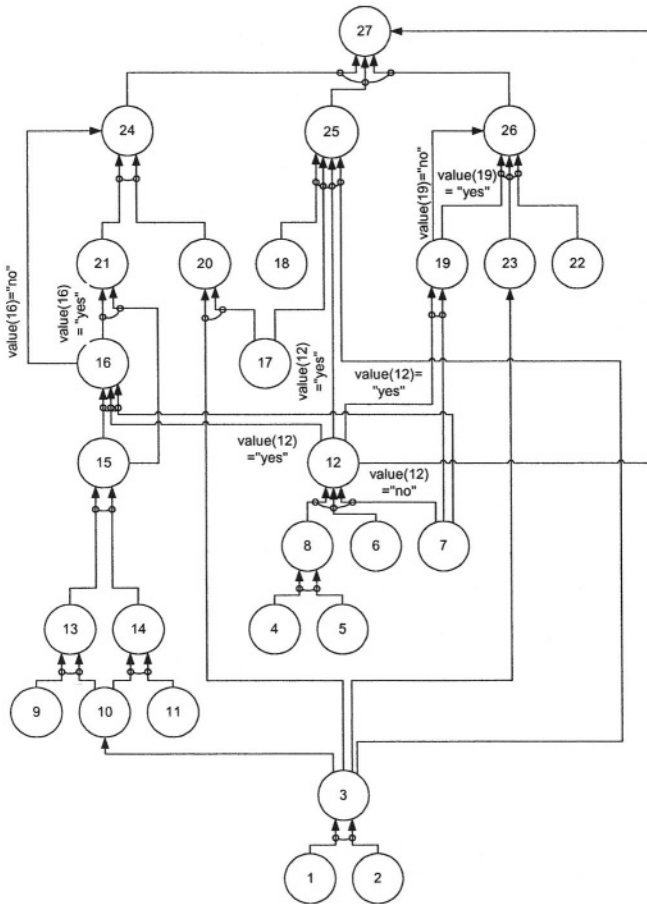 27
24
25
26
value(16)="no"
value(19)="no"
value(19)
= "yes"
21
20
18
19
23
22
value(16)
= "yes"
17
16
value(12)
="yes"
value(12)=
"yes"
value(12)
="yes"
15
12
value(12)
="no"
8
6
7
4
5
13
14
9
10
11
3
1
2